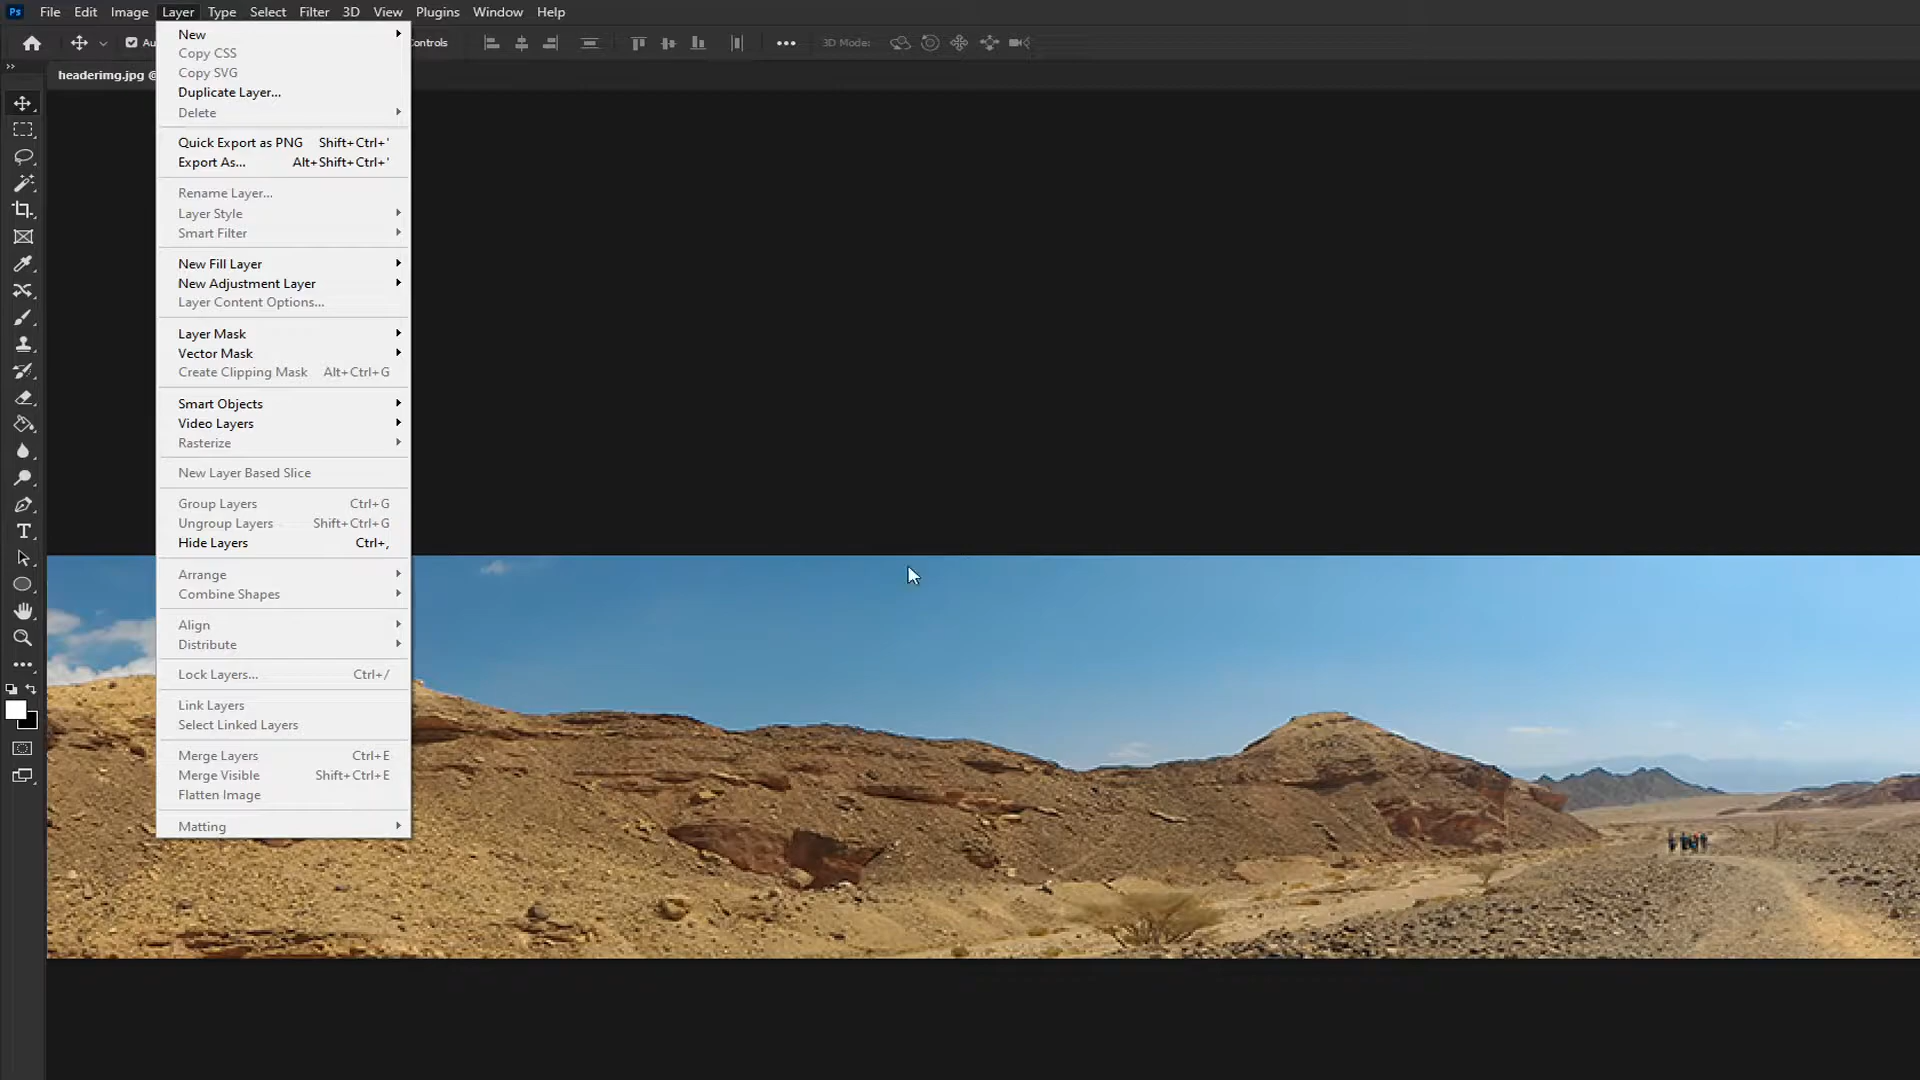 Ps File Edit Image Layer Type Select Filter 3D View Plugins Window Help
Au
Controls
3D Mode:
headerimg.jpg @
New
Copy CSS
Copy SVG
Duplicate Layer...
Delete
Quick Export as PNG Shift+Ctrl+'
Export As... Alt+Shift+Ctrl+'
Rename Layer...
Layer Style
Smart Filter
New Fill Layer
New Adjustment Layer
Layer Content Options...
Layer Mask
Vector Mask
Create Clipping Mask Alt+Ctrl+G
Smart Objects
Video Layers
Rasterize
New Layer Based Slice
Group Layers Ctrl+G
Ungroup Layers Shift+Ctrl+G
Hide Layers Ctrl+,
Arrange
Combine Shapes
Align
Distribute
Lock Layers... Ctrl+/
Link Layers
Select Linked Layers
Merge Layers Ctrl+E
Merge Visible Shift+Ctrl+E
Flatten Image
Matting